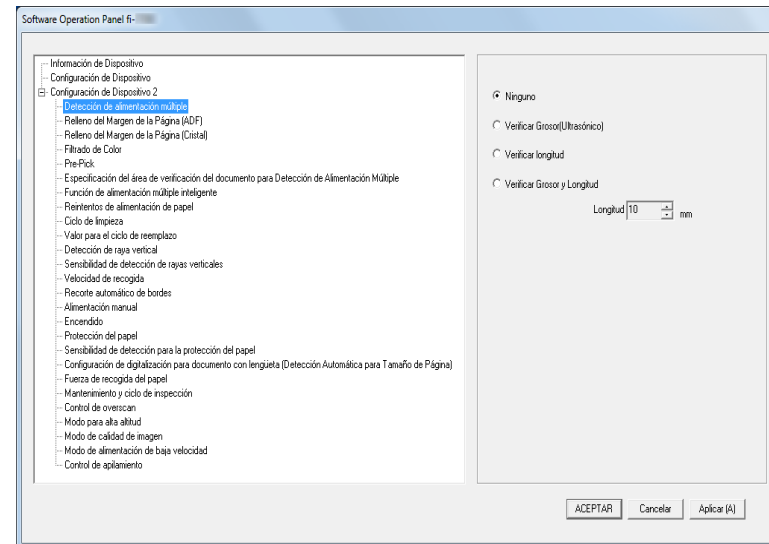 Software Operation Panel fi-
Información de Dispositivo
Configuración de Dispositivo
Configuración de Dispositivo 2
Detección de alimentación múltiple
Relleno del Margen de la Página (ADF)
Relleno del Margen de la Página (Cristal)
Filtrado de Color
Pre-Pick
Especificación del área de verificación del documento para Detección de Alimentación Múltiple
Función de alimentación múltiple inteligente
Reintentos de alimentación de papel
Ciclo de limpieza
Valor para el ciclo de reemplazo
Detección de raya vertical
Sensibilidad de detección de rayas verticales
Velocidad de recogida
Recorte automático de bordes
Alimentación manual
Encendido
Protección del papel
Sensibilidad de detección para la protección del papel
Configuración de digitalización para documento con lengüeta (Detección Automática para Tamaño de Página)
Fuerza de recogida del papel
Mantenimiento y ciclo de inspección
Control de overscan
Modo para alta altitud
Modo de calidad de imagen
Modo de alimentación de baja velocidad
Control de apilamiento
Ninguno
Verificar Grosor(Ultrasónico)
Verificar longitud
Verificar Grosor y Longitud
Longitud 10 mm
ACEPTAR Cancelar Aplicar (A)